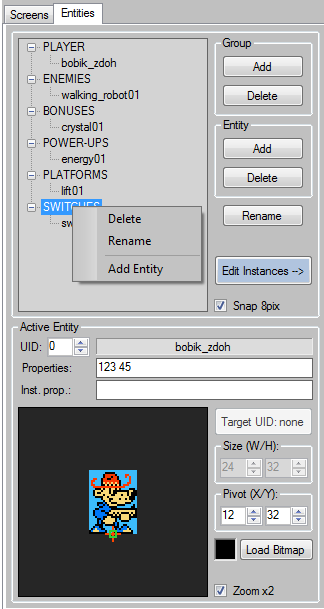 Screens Entities
PLAYER
bobik_zdoh
ENEMIES
walking_robot01
BONUSES
crystal01
POWER-UPS
energy01
PLATFORMS
lift01
SWITCHES
sw
Delete
Rename
Add Entity
Group
Add
Delete
Entity
Add
Delete
Rename
Edit Instances -->
Snap 8pix
Active Entity
UID: 0 bobik_zdoh
Properties: 123 45
Inst. prop.:
Target UID: none
Size (W/H):
24 32
Pivot (X/Y):
12 32
Load Bitmap
Zoom x2